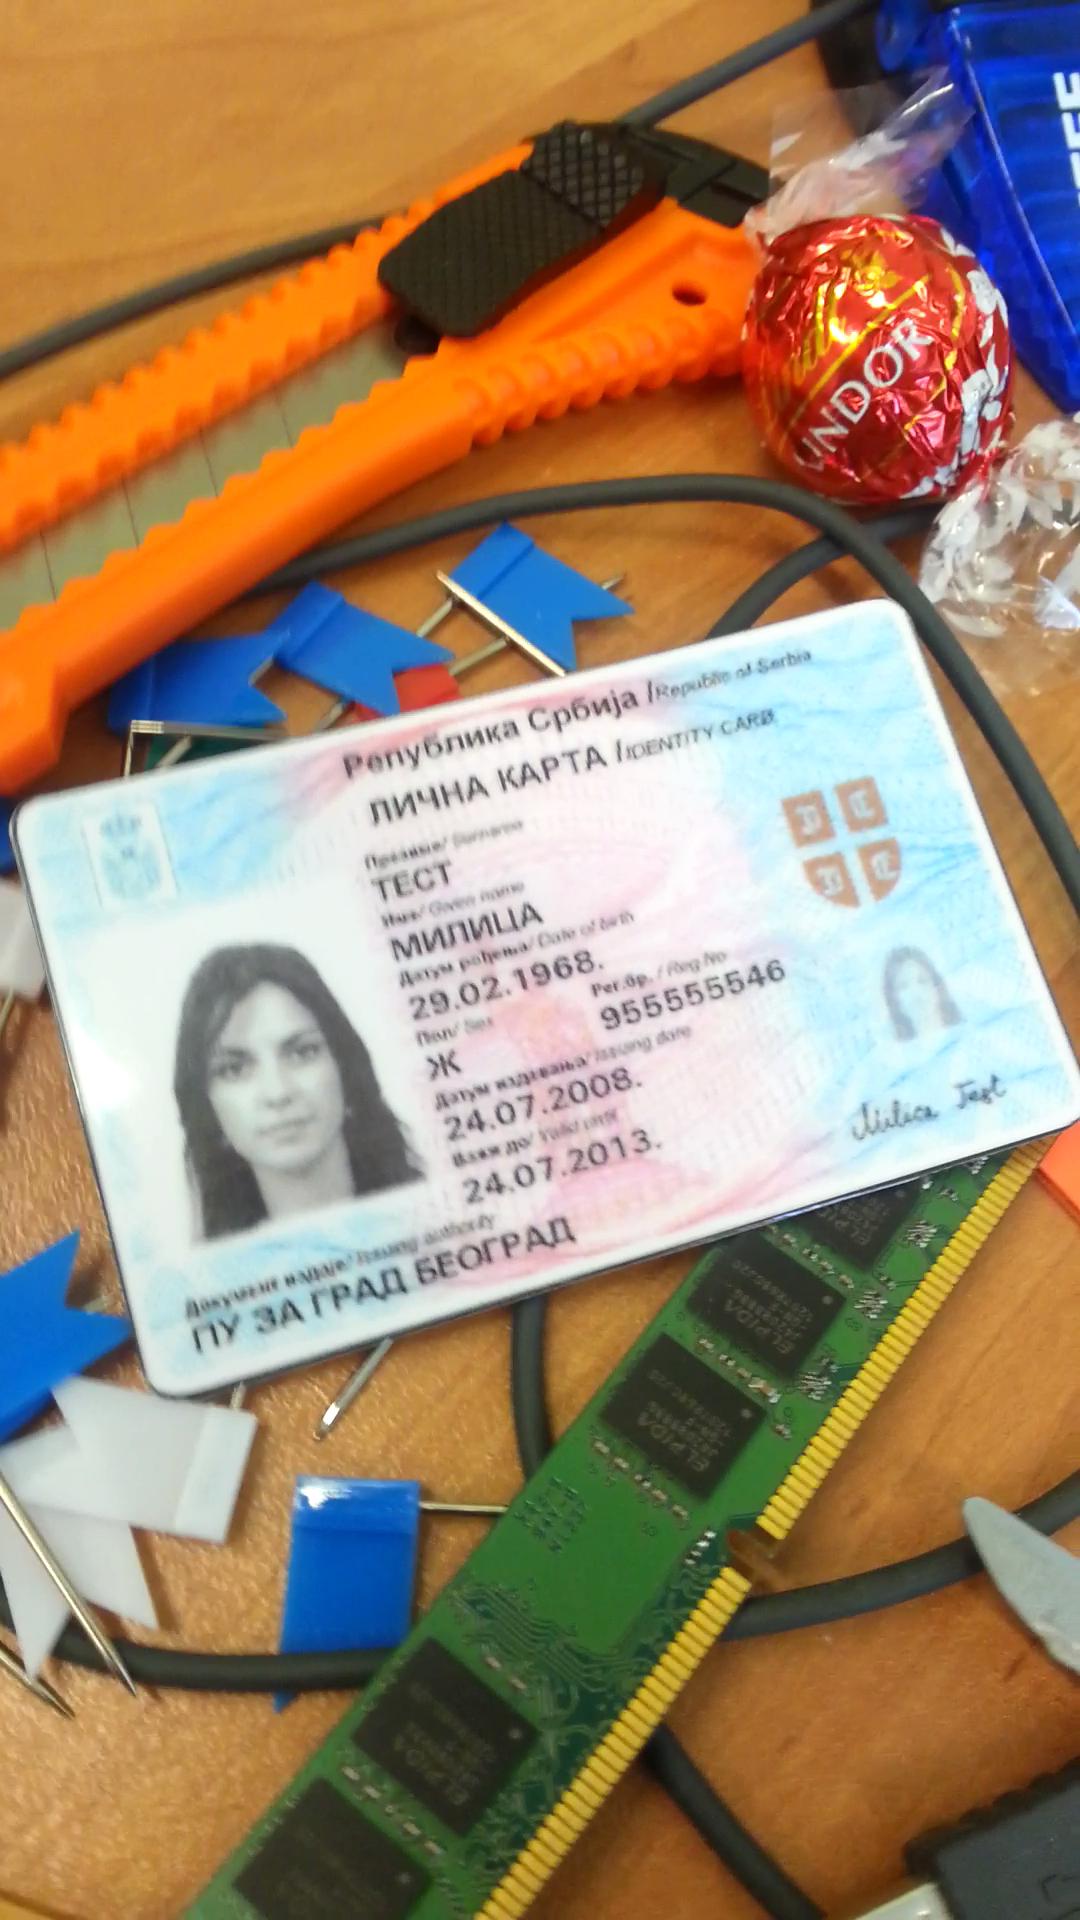 LINDOR
Република Србија /Republic of Serbia
ЛИЧНА КАРТА /IDENTITY CARD
Презиме/ Surname
ТЕСТ
Име/ Given name
МИЛИЦА
Датум рођења/ Date of birth
29.02.1968.
Пол/ Sex
Рег.бр. / Reg.No
Ж
955555546
Датум издавања/ Issuing date
24.07.2008.
Важи до/ Valid until
24.07.2013.
Документ издаје/ Issuing authority
ПУ ЗА ГРАД БЕОГРАД
Milica Test
ELPIDA
ELPIDA
ELPIDA
ELPIDA